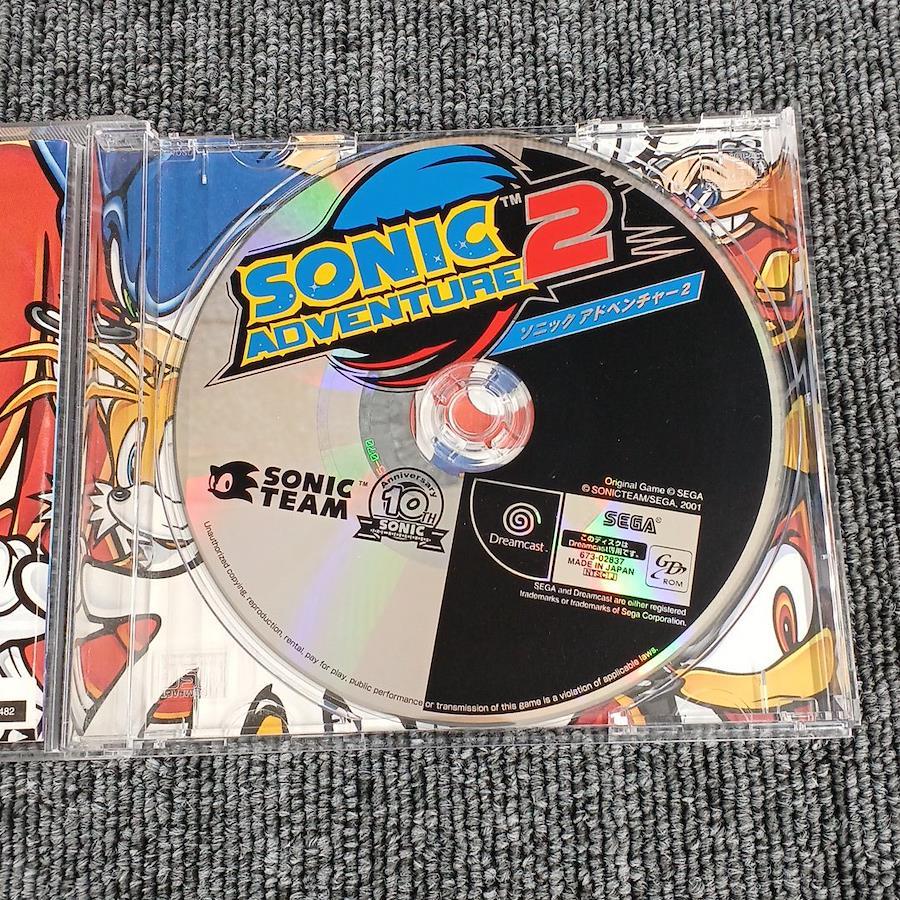 SONIC
ADVENTURE 2 ™
ソニック アドベンチャー2
SONIC
TEAM ™
Anniversary
10TH
SONIC
Original Game © SEGA
© SONICTEAM/SEGA, 2001
Dreamcast
SEGA®
このディスクは
Dreamcast専用です。
673-02837
MADE IN JAPAN
GD
ROM
SEGA and Dreamcast are either registered
trademarks or trademarks of Sega Corporation.
Unauthorized copying, reproduction, rental, pay for play, public performance or transmission of this game is a violation of applicable laws.
482